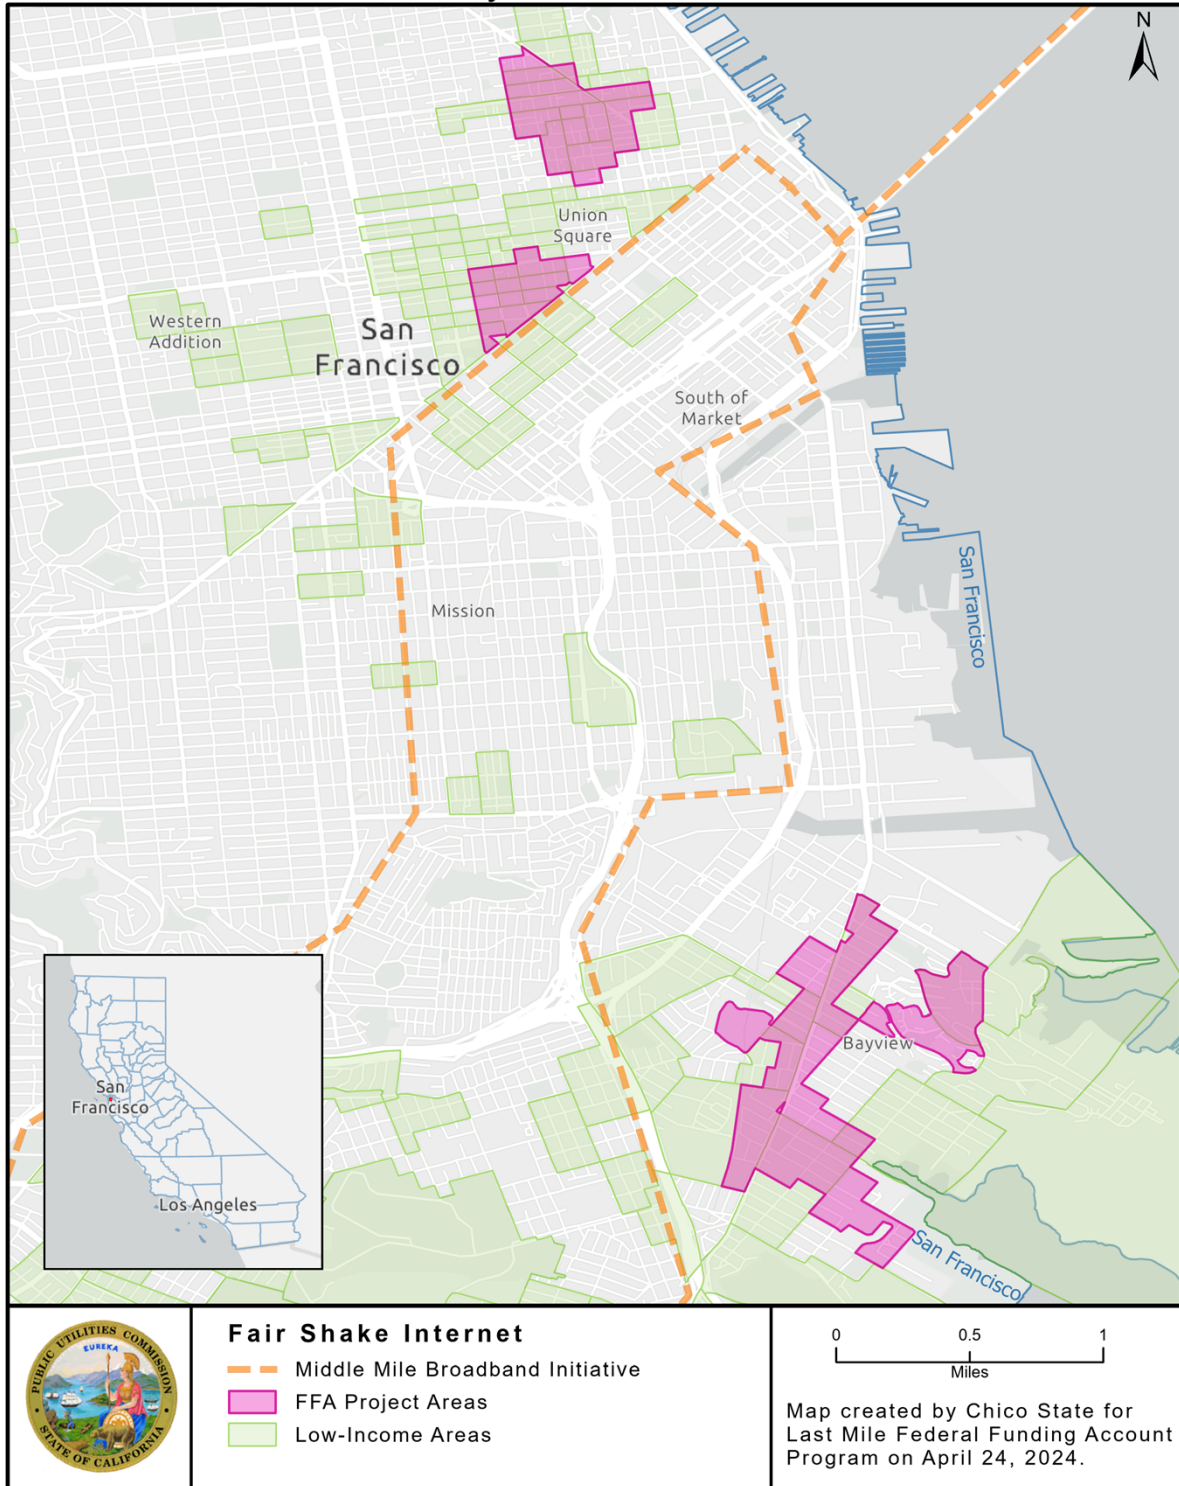 N
Union
Square
Western
Addition
San
Francisco
South of
Market
San Francisco
Mission
Bayview
San
Francisco
Los Angeles
San Francisco
PUBLIC UTILITIES COMMISSION
EUREKA
STATE OF CALIFORNIA
Fair Shake Internet
Middle Mile Broadband Initiative
FFA Project Areas
Low-Income Areas
0 0.5 1
Miles
Map created by Chico State for
Last Mile Federal Funding Account
Program on April 24, 2024.